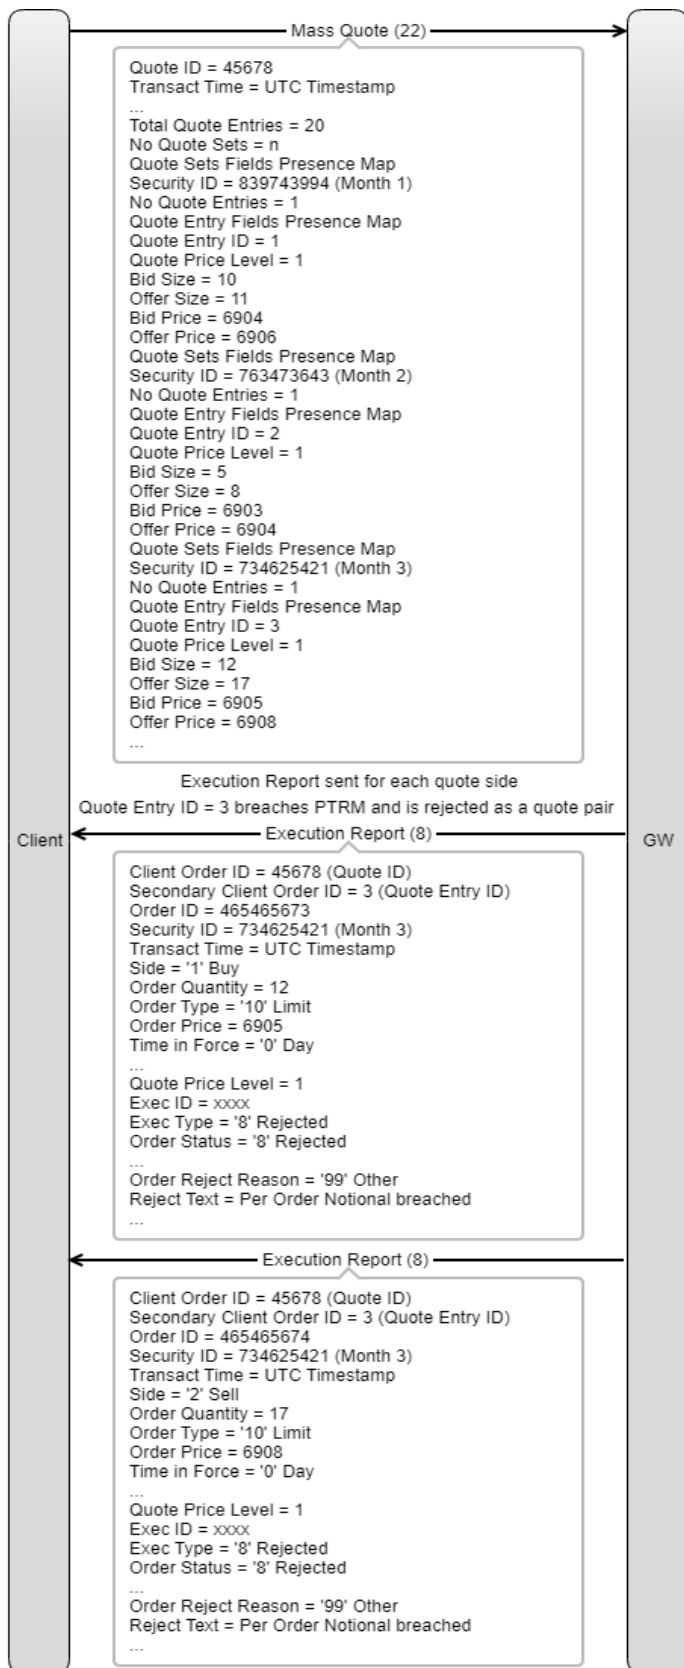 Mass Quote (22)
Quote ID = 45678
Transact Time = UTC Timestamp
...
Total Quote Entries = 20
No Quote Sets = n
Quote Sets Fields Presence Map
Security ID = 839743994 (Month 1)
No Quote Entries = 1
Quote Entry Fields Presence Map
Quote Entry ID = 1
Quote Price Level = 1
Bid Size = 10
Offer Size = 11
Bid Price = 6904
Offer Price = 6906
Quote Sets Fields Presence Map
Security ID = 763473643 (Month 2)
No Quote Entries = 1
Quote Entry Fields Presence Map
Quote Entry ID = 2
Quote Price Level = 1
Bid Size = 5
Offer Size = 8
Bid Price = 6903
Offer Price = 6904
Quote Sets Fields Presence Map
Security ID = 734625421 (Month 3)
No Quote Entries = 1
Quote Entry Fields Presence Map
Quote Entry ID = 3
Quote Price Level = 1
Bid Size = 12
Offer Size = 17
Bid Price = 6905
Offer Price = 6908
...
Execution Report sent for each quote side
Quote Entry ID = 3 breaches PTRM and is rejected as a quote pair
Client
Execution Report (8)
GW
Client Order ID = 45678 (Quote ID)
Secondary Client Order ID = 3 (Quote Entry ID)
Order ID = 465465673
Security ID = 734625421 (Month 3)
Transact Time = UTC Timestamp
Side = '1' Buy
Order Quantity = 12
Order Type = '10' Limit
Order Price = 6905
Time in Force = '0' Day
...
Quote Price Level = 1
Exec ID = xxxx
Exec Type = '8' Rejected
Order Status = '8' Rejected
...
Order Reject Reason = '99' Other
Reject Text = Per Order Notional breached
...
Execution Report (8)
Client Order ID = 45678 (Quote ID)
Secondary Client Order ID = 3 (Quote Entry ID)
Order ID = 465465674
Security ID = 734625421 (Month 3)
Transact Time = UTC Timestamp
Side = '2' Sell
Order Quantity = 17
Order Type = '10' Limit
Order Price = 6908
Time in Force = '0' Day
...
Quote Price Level = 1
Exec ID = xxxx
Exec Type = '8' Rejected
Order Status = '8' Rejected
...
Order Reject Reason = '99' Other
Reject Text = Per Order Notional breached
...